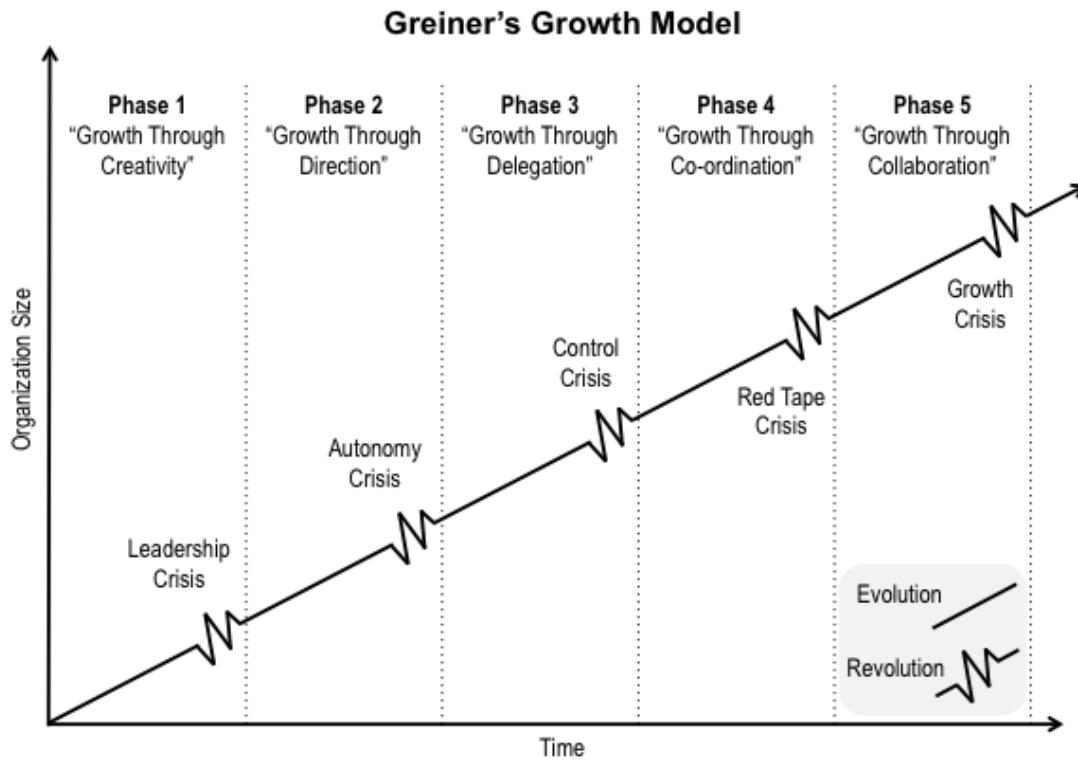 Greiner's Growth Model
Phase 1
"Growth Through
Creativity"
Phase 2
"Growth Through
Direction"
Phase 3
"Growth Through
Delegation"
Phase 4
"Growth Through
Co-ordination"
Phase 5
"Growth Through
Collaboration"
Organization Size
Leadership
Crisis
Autonomy
Crisis
Control
Crisis
Red Tape
Crisis
Growth
Crisis
Evolution
Revolution
Time